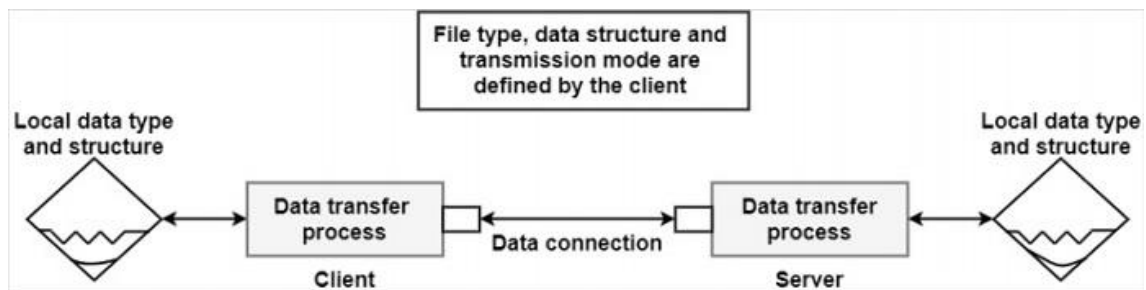 File type, data structure and
transmission mode are
defined by the client
Local data type
and structure
Local data type
and structure
Data transfer
process
Data connection
Data transfer
process
Client
Server